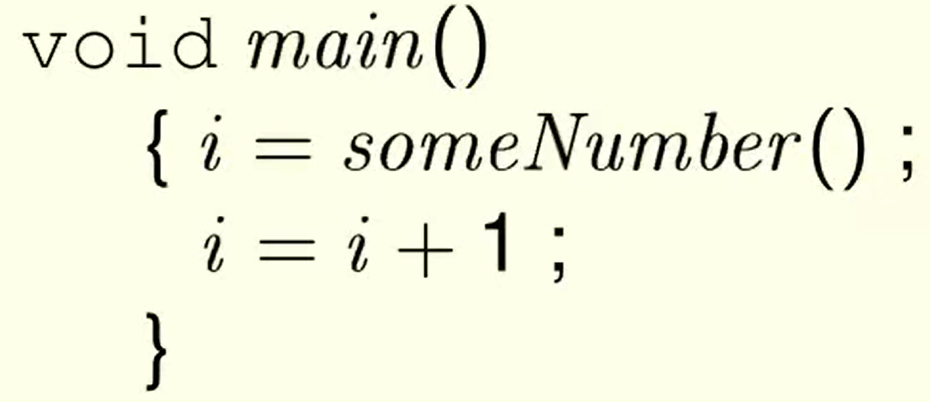 void main()
{ i = someNumber() ;
i = i + 1 ;
}